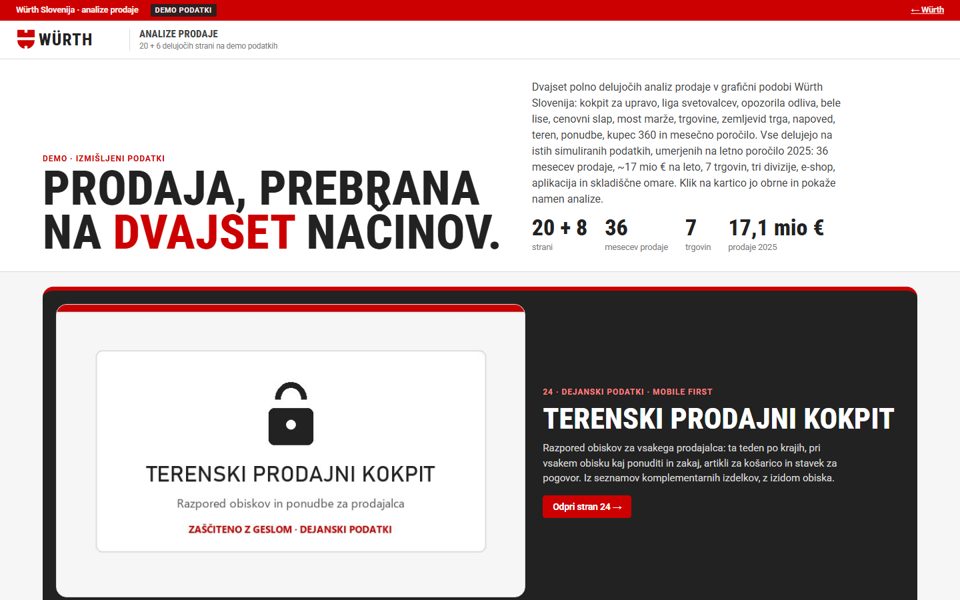 Würth Slovenija · analize prodaje
DEMO PODATKI
← Würth
WÜRTH
ANALIZE PRODAJE
20 + 6 delujočih strani na demo podatkih
DEMO · IZMIŠLJENI PODATKI
PRODAJA, PREBRANA
NA DVAJSET NAČINOV.
Dvajset polno delujočih analiz prodaje v grafični podobi Würth
Slovenija: kokpit za upravo, liga svetovalcev, opozorila odliva, bele
lise, cenovni slap, most marže, trgovine, zemljevid trga, napoved,
teren, ponudbe, kupec 360 in mesečno poročilo. Vse delujejo na
istih simuliranih podatkih, umerjenih na letno poročilo 2025: 36
mesecev prodaje, ~17 mio € na leto, 7 trgovin, tri divizije, e-shop,
aplikacija in skladiščne omare. Klik na kartico jo obrne in pokaže
namen analize.
20 + 8
strani
36
mesecev prodaje
7
trgovin
17,1 mio €
prodaje 2025
TERENSKI PRODAJNI KOKPIT
Razpored obiskov in ponudbe za prodajalca
ZAŠČITENO Z GESLOM · DEJANSKI PODATKI
24 · DEJANSKI PODATKI · MOBILE FIRST
TERENSKI PRODAJNI KOKPIT
Razpored obiskov za vsakega prodajalca: ta teden po krajih, pri
vsakem obisku kaj ponuditi in zakaj, artikli za košarico in stavek za
pogovor. Iz seznamov komplementarnih izdelkov, z izidom obiska.
Odpri stran 24 →